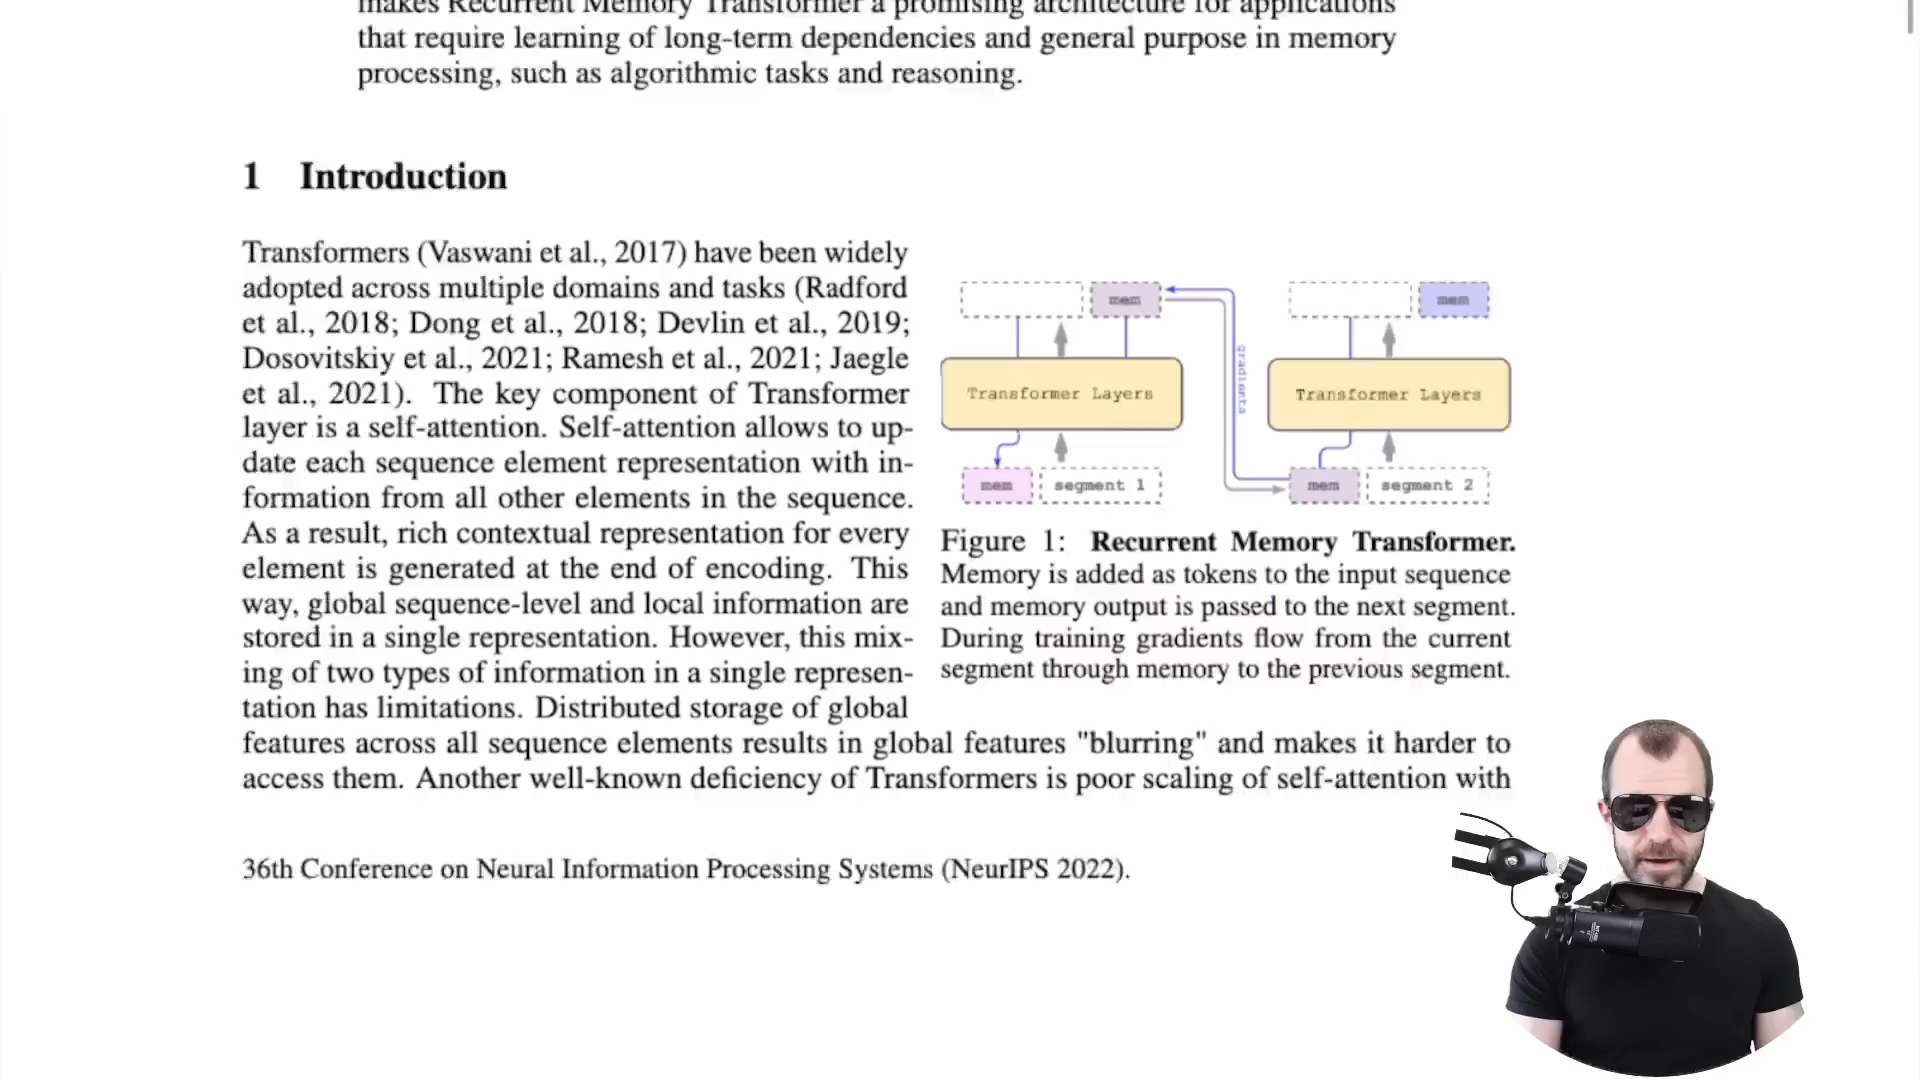 makes Recurrent Memory Transformer a promising architecture for applications
that require learning of long-term dependencies and general purpose in memory
processing, such as algorithmic tasks and reasoning.
1 Introduction
Transformers (Vaswani et al., 2017) have been widely
adopted across multiple domains and tasks (Radford
et al., 2018; Dong et al., 2018; Devlin et al., 2019;
Dosovitskiy et al., 2021; Ramesh et al., 2021; Jaegle
et al., 2021). The key component of Transformer
layer is a self-attention. Self-attention allows to up-
date each sequence element representation with in-
formation from all other elements in the sequence.
As a result, rich contextual representation for every
element is generated at the end of encoding. This
way, global sequence-level and local information are
stored in a single representation. However, this mix-
ing of two types of information in a single represen-
tation has limitations. Distributed storage of global
features across all sequence elements results in global features "blurring" and makes it harder to
access them. Another well-known deficiency of Transformers is poor scaling of self-attention with
mem
mem
gradients
Transformer Layers
Transformer Layers
mem
segment 1
mem
segment 2
Figure 1: Recurrent Memory Transformer.
Memory is added as tokens to the input sequence
and memory output is passed to the next segment.
During training gradients flow from the current
segment through memory to the previous segment.
36th Conference on Neural Information Processing Systems (NeurIPS 2022).